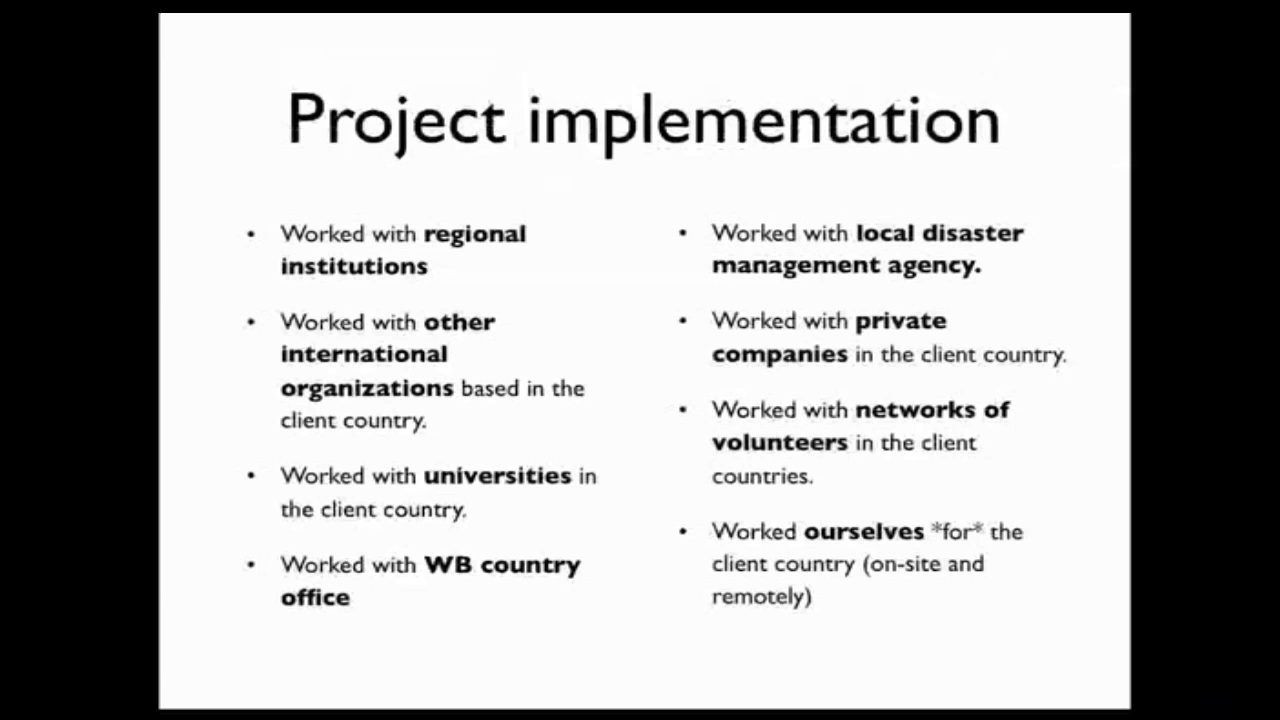 Project implementation
• Worked with regional
institutions
• Worked with other
international
organizations based in the
client country.
• Worked with universities in
the client country.
• Worked with WB country
office
• Worked with local disaster
management agency.
• Worked with private
companies in the client country.
• Worked with networks of
volunteers in the client
countries.
• Worked ourselves *for* the
client country (on-site and
remotely)